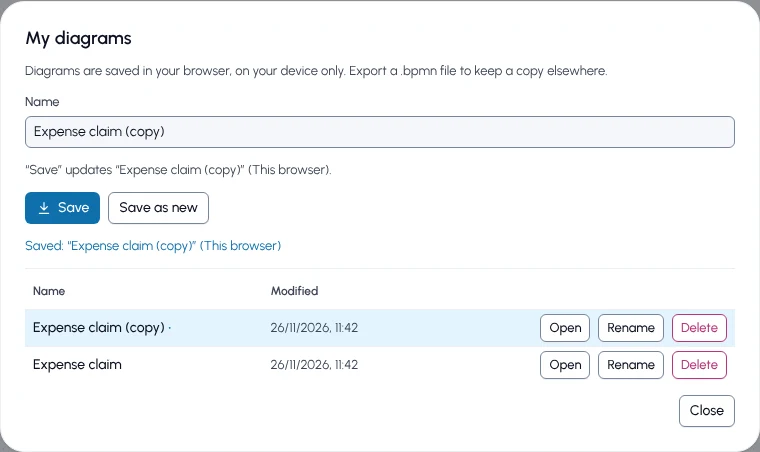 My diagrams
Diagrams are saved in your browser, on your device only. Export a .bpmn file to keep a copy elsewhere.
Name
Expense claim (copy)
“Save” updates “Expense claim (copy)” (This browser).
Save Save as new
Saved: “Expense claim (copy)” (This browser)
Name Modified
Expense claim (copy) · 26/11/2026, 11:42 Open Rename Delete
Expense claim 26/11/2026, 11:42 Open Rename Delete
Close